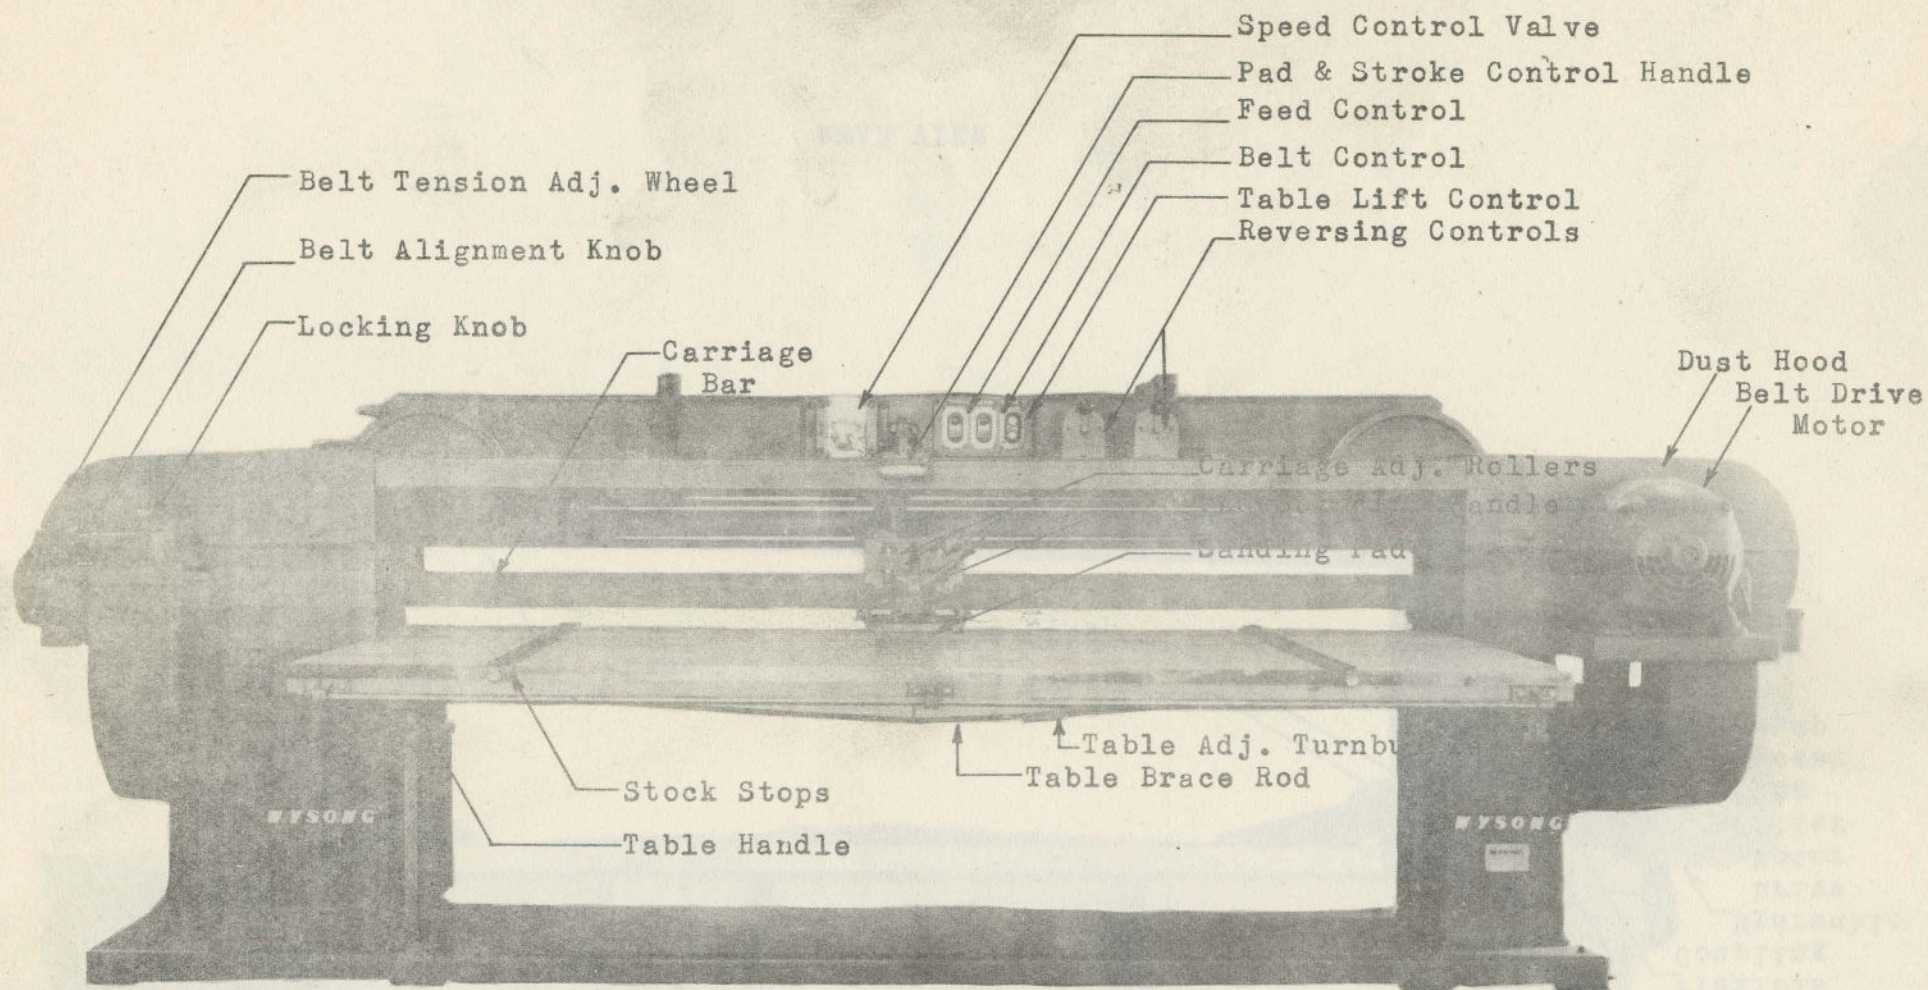 Speed Control Valve
Pad & Stroke Control Handle
Feed Control
Belt Control
Table Lift Control
Reversing Controls
Belt Tension Adj. Wheel
Belt Alignment Knob
Locking Knob
Carriage
Bar
Dust Hood
Belt Drive
Motor
Carriage Adj. Rollers
Handle
Sanding Pad
Table Adj.
Table Brace Rod
Stock Stops
Table Handle
WYSONG
WYSONG